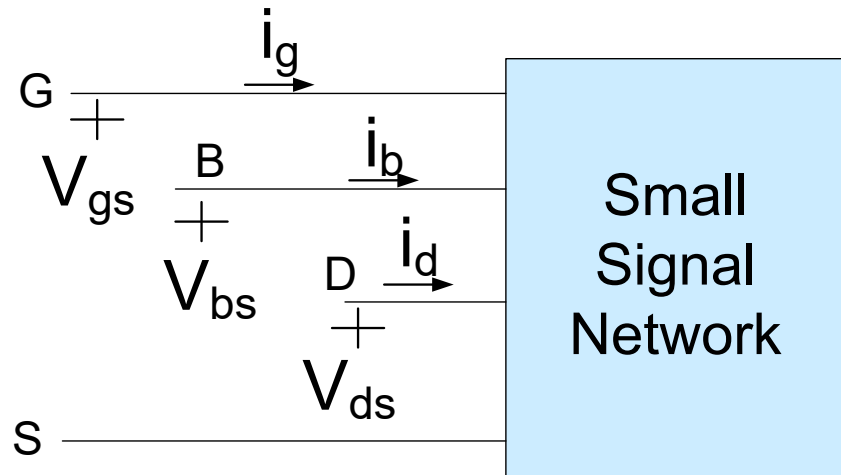 i_g
G
V_gs
B
i_b
V_bs
D
i_d
V_ds
S
Small
Signal
Network